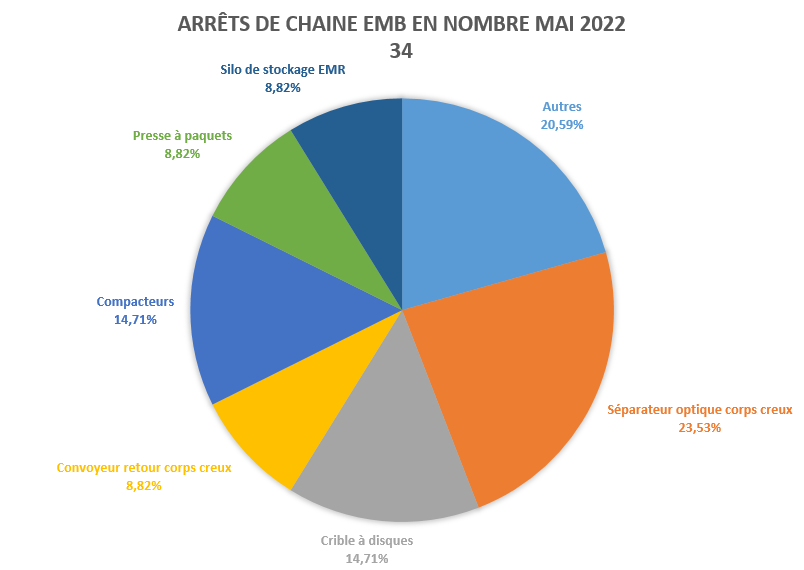 ARRÊTS DE CHAINE EMB EN NOMBRE MAI 2022
34
Silo de stockage EMR
8,82%
Autres
20,59%
Presse à paquets
8,82%
Compacteurs
14,71%
Séparateur optique corps creux
23,53%
Convoyeur retour corps creux
8,82%
Crible à disques
14,71%